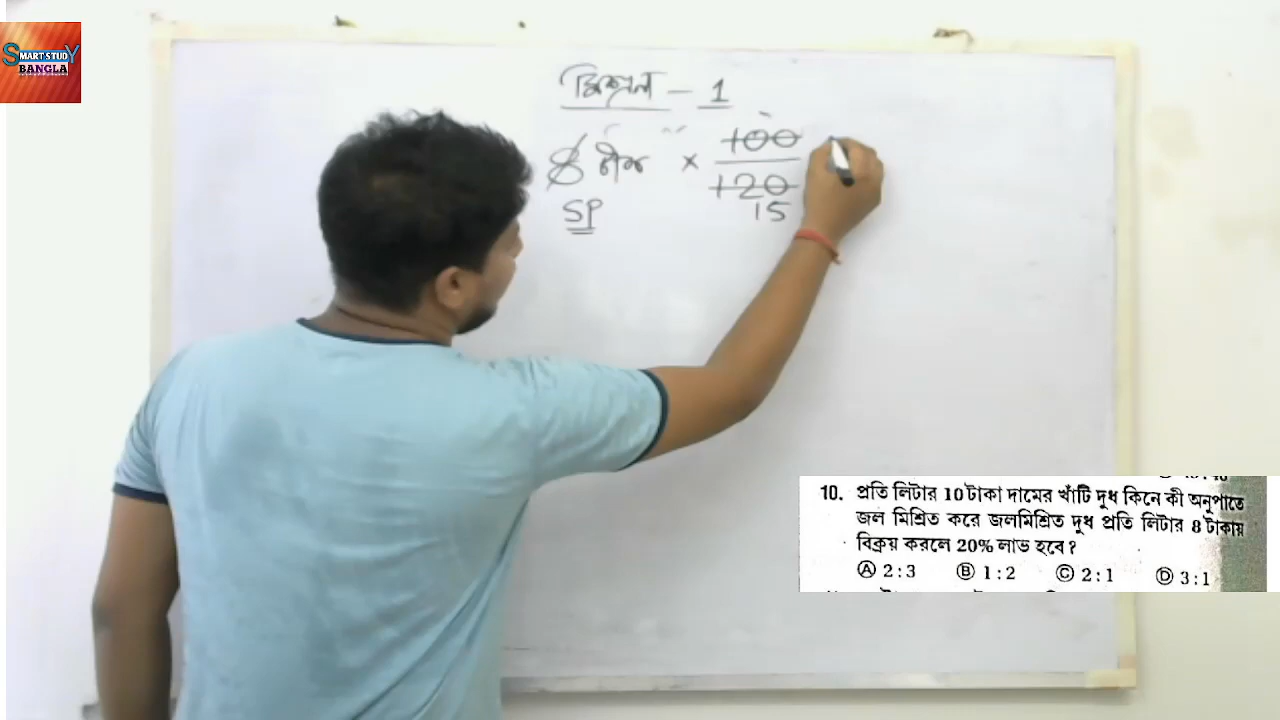 SMART STUDY
BANGLA
মিশ্রণ – 1
8 টাকা × 100
120
SP
15
10. প্রতি লিটার 10 টাকা দামের খাঁটি দুধ কিনে কী অনুপাতে
জল মিশ্রিত করে জলমিশ্রিত দুধ প্রতি লিটার 8 টাকায়
বিক্রয় করলে 20% লাভ হবে?
Ⓐ 2 : 3 Ⓑ 1 : 2 Ⓒ 2 : 1 Ⓓ 3 : 1